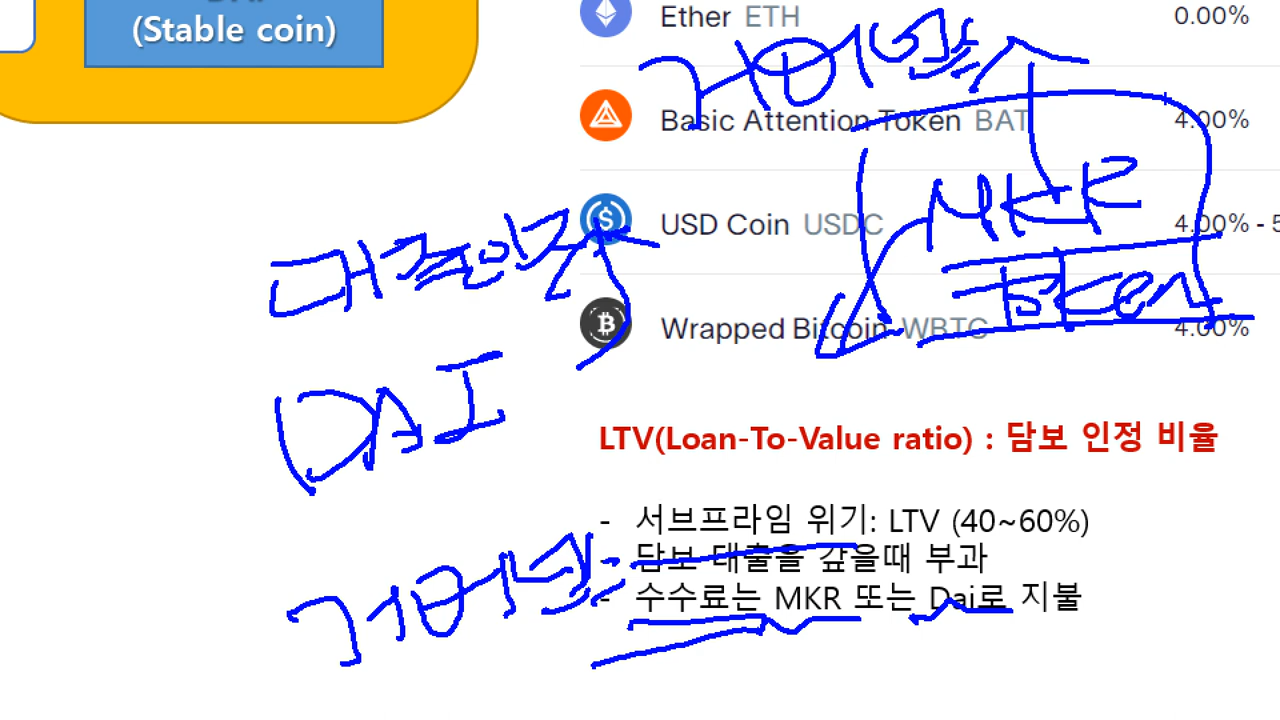 (Stable coin)
Ether ETH 0.00%
거버넌스
Basic Attention Token BAT 4.00%
MKR
USD Coin USDC 4.00% - 5
대출이자
Token
Wrapped Bitcoin WBTC 4.00%
DAI
LTV(Loan-To-Value ratio) : 담보 인정 비율
- 서브프라임 위기: LTV (40~60%)
- 담보 대출을 갚을때 부과
- 수수료는 MKR 또는 Dai로 지불
거버넌스